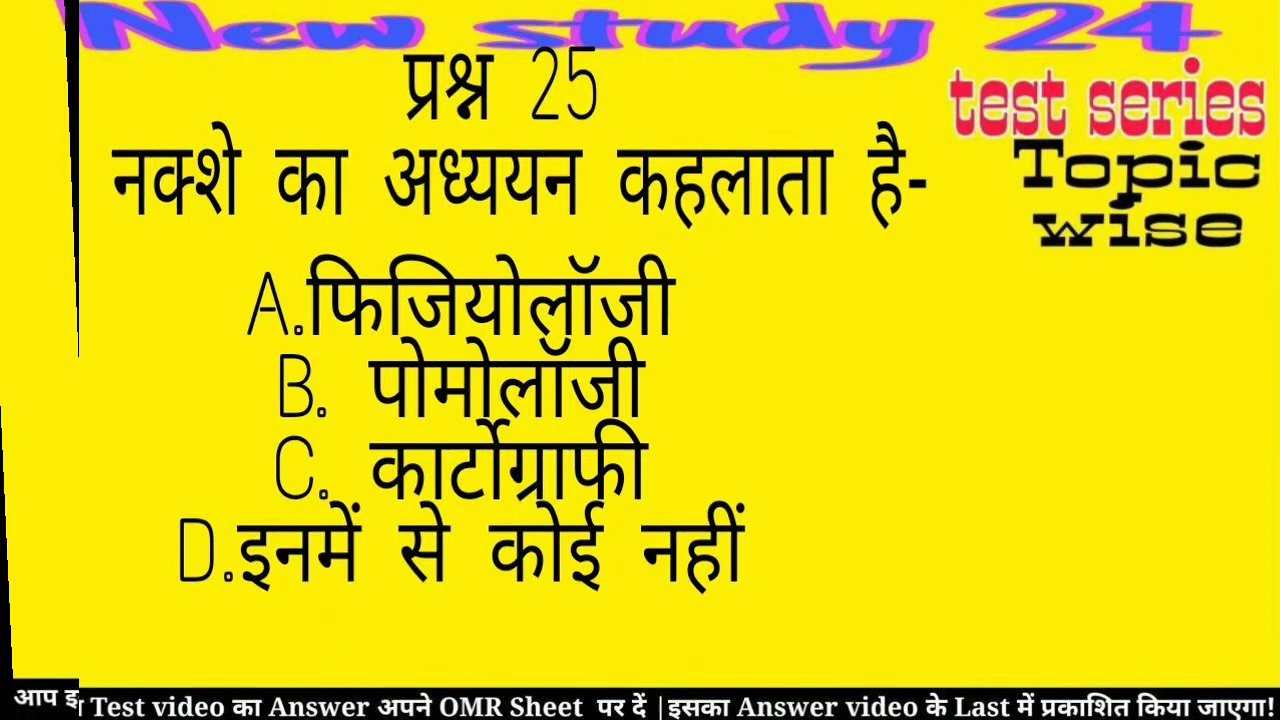 New study 24
test series
Topic
wise
प्रश्न 25
नक्शे का अध्ययन कहलाता है-
A.फिजियोलॉजी
B. पोमोलॉजी
C. कार्टोग्राफी
D.इनमें से कोई नहीं
आप Test video का Answer अपने OMR Sheet पर दें |इसका Answer video के Last में प्रकाशित किया जाएगा!